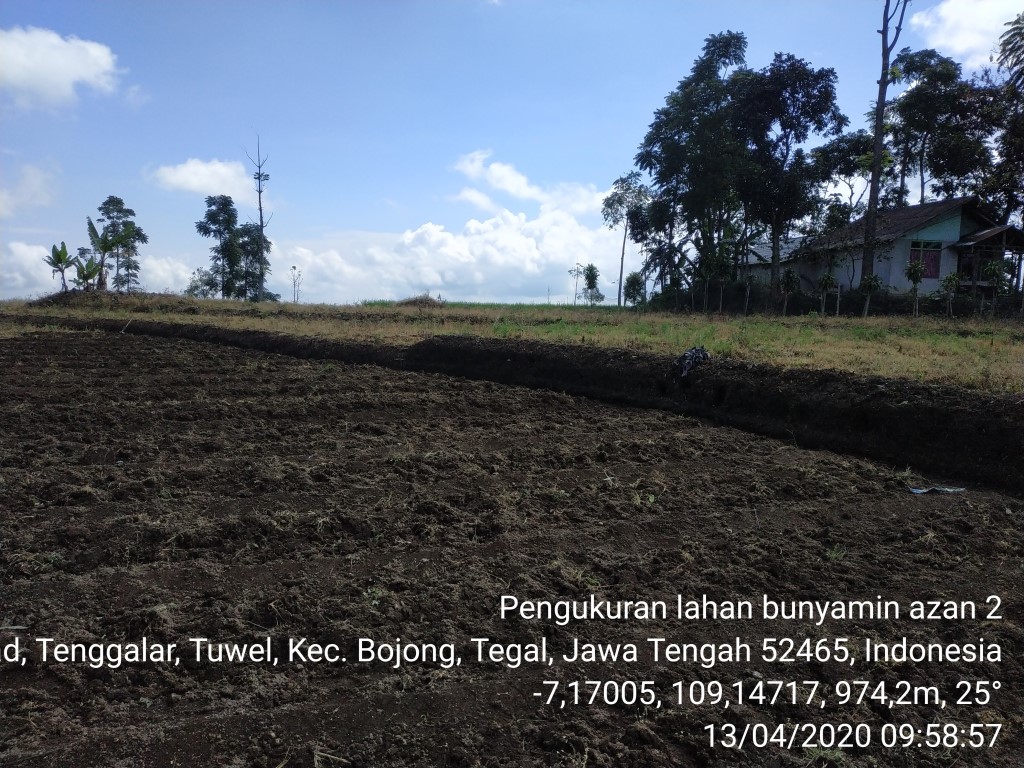 Pengukuran lahan bunyamin azan 2
Tenggalar, Tuwel, Kec. Bojong, Tegal, Jawa Tengah 52465, Indonesia
-7,17005, 109,14717, 974,2m, 25°
13/04/2020 09:58:57